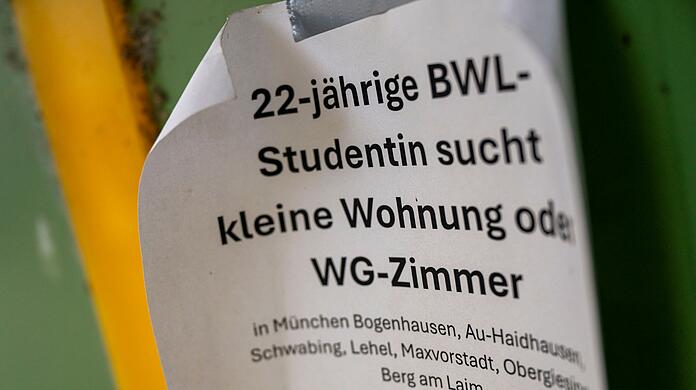 22-jährige BWL-
Studentin sucht
kleine Wohnung oder
WG-Zimmer
in München Bogenhausen, Au-Haidhausen,
Schwabing, Lehel, Maxvorstadt, Obergiesing,
Berg am Laim